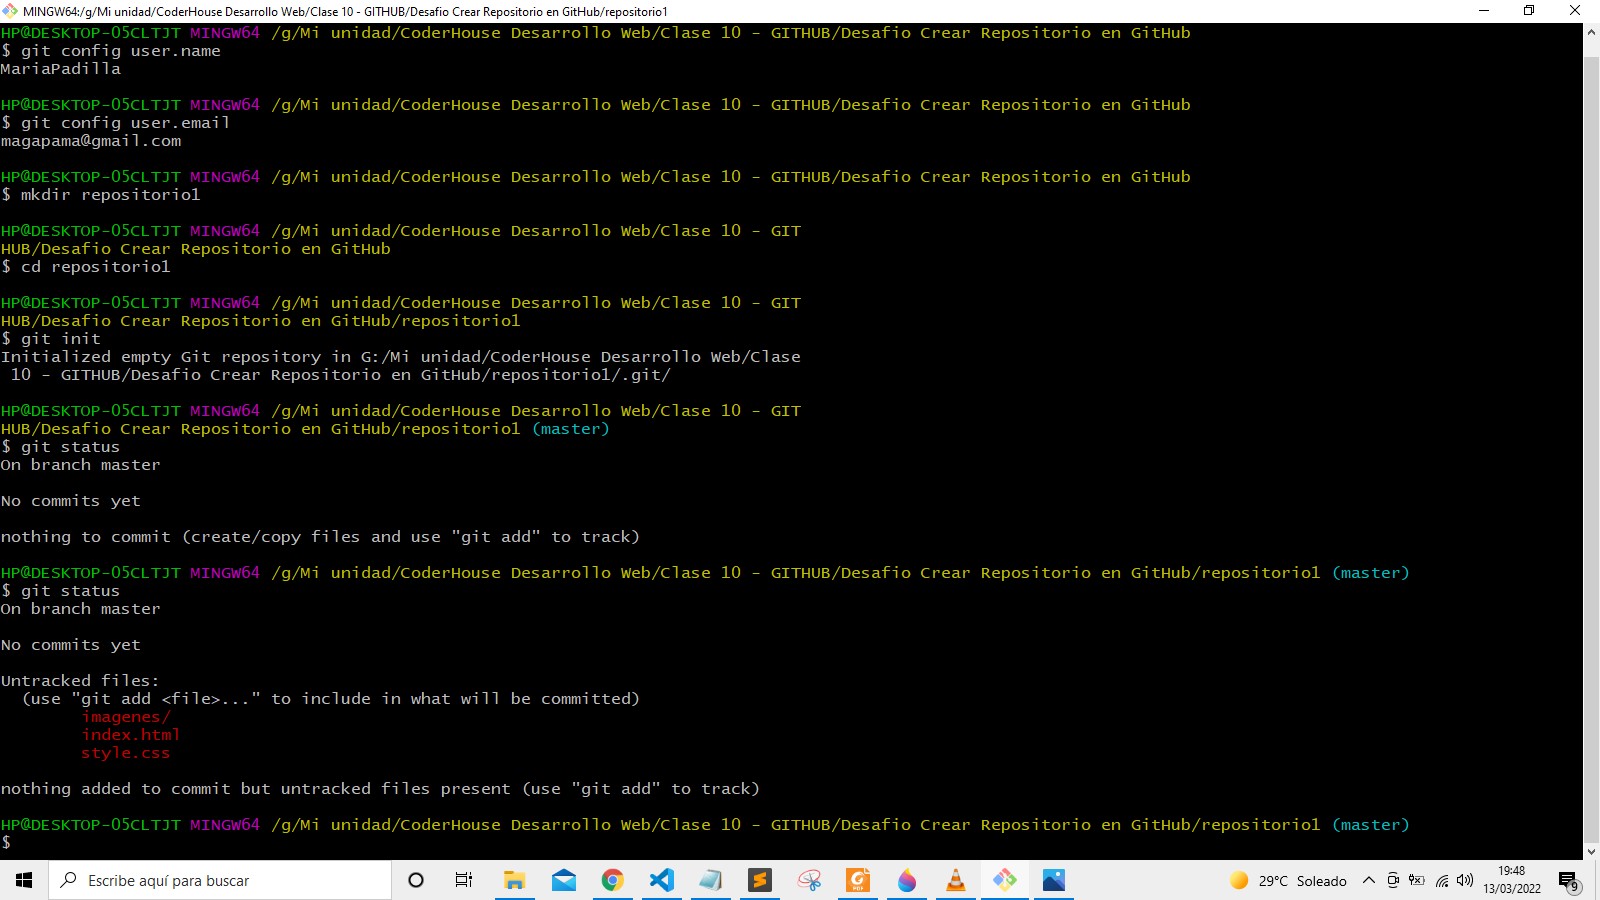 MINGW64:/g/Mi unidad/CoderHouse Desarrollo Web/Clase 10 - GITHUB/Desafio Crear Repositorio en GitHub/repositorio1
HP@DESKTOP-05CLTJT MINGW64 /g/Mi unidad/CoderHouse Desarrollo Web/Clase 10 - GITHUB/Desafio Crear Repositorio en GitHub
$ git config user.name
MariaPadilla
HP@DESKTOP-05CLTJT MINGW64 /g/Mi unidad/CoderHouse Desarrollo Web/Clase 10 - GITHUB/Desafio Crear Repositorio en GitHub
$ git config user.email
magapama@gmail.com
HP@DESKTOP-05CLTJT MINGW64 /g/Mi unidad/CoderHouse Desarrollo Web/Clase 10 - GITHUB/Desafio Crear Repositorio en GitHub
$ mkdir repositorio1
HP@DESKTOP-05CLTJT MINGW64 /g/Mi unidad/CoderHouse Desarrollo Web/Clase 10 - GIT
HUB/Desafio Crear Repositorio en GitHub
$ cd repositorio1
HP@DESKTOP-05CLTJT MINGW64 /g/Mi unidad/CoderHouse Desarrollo Web/Clase 10 - GIT
HUB/Desafio Crear Repositorio en GitHub/repositorio1
$ git init
Initialized empty Git repository in G:/Mi unidad/CoderHouse Desarrollo Web/Clase
 10 - GITHUB/Desafio Crear Repositorio en GitHub/repositorio1/.git/
HP@DESKTOP-05CLTJT MINGW64 /g/Mi unidad/CoderHouse Desarrollo Web/Clase 10 - GIT
HUB/Desafio Crear Repositorio en GitHub/repositorio1 (master)
$ git status
On branch master
No commits yet
nothing to commit (create/copy files and use "git add" to track)
HP@DESKTOP-05CLTJT MINGW64 /g/Mi unidad/CoderHouse Desarrollo Web/Clase 10 - GITHUB/Desafio Crear Repositorio en GitHub/repositorio1 (master)
$ git status
On branch master
No commits yet
Untracked files:
  (use "git add <file>..." to include in what will be committed)
        imagenes/
        index.html
        style.css
nothing added to commit but untracked files present (use "git add" to track)
HP@DESKTOP-05CLTJT MINGW64 /g/Mi unidad/CoderHouse Desarrollo Web/Clase 10 - GITHUB/Desafio Crear Repositorio en GitHub/repositorio1 (master)
$
Escribe aquí para buscar
PDF
29°C Soleado
19:48
13/03/2022
9